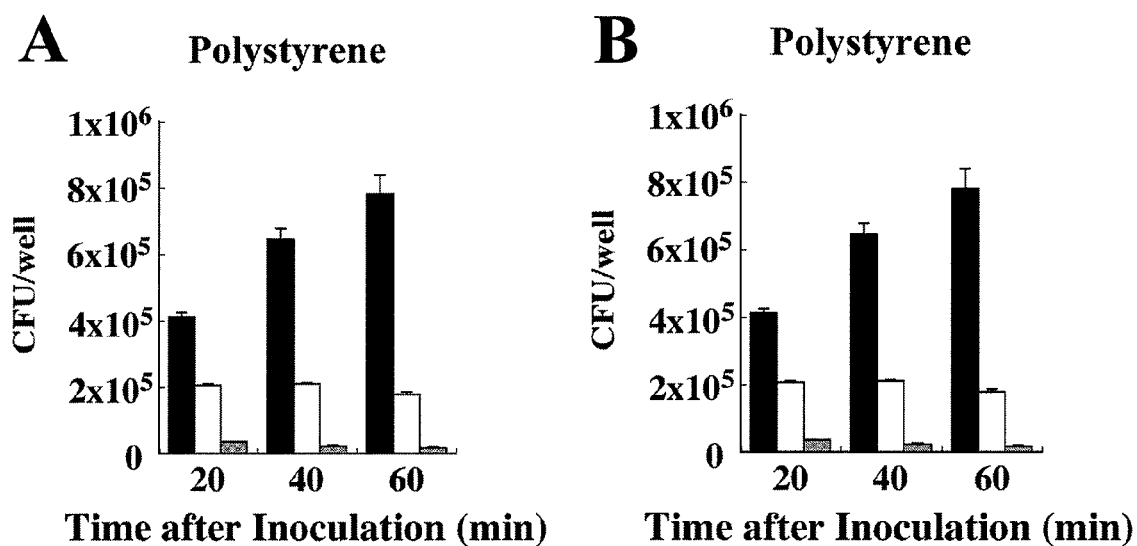 A
Polystyrene
1x10⁶
8x10⁵
6x10⁵
4x10⁵
2x10⁵
0
CFU/well
20 40 60
Time after Inoculation (min)
B
Polystyrene
1x10⁶
8x10⁵
6x10⁵
4x10⁵
2x10⁵
0
CFU/well
20 40 60
Time after Inoculation (min)